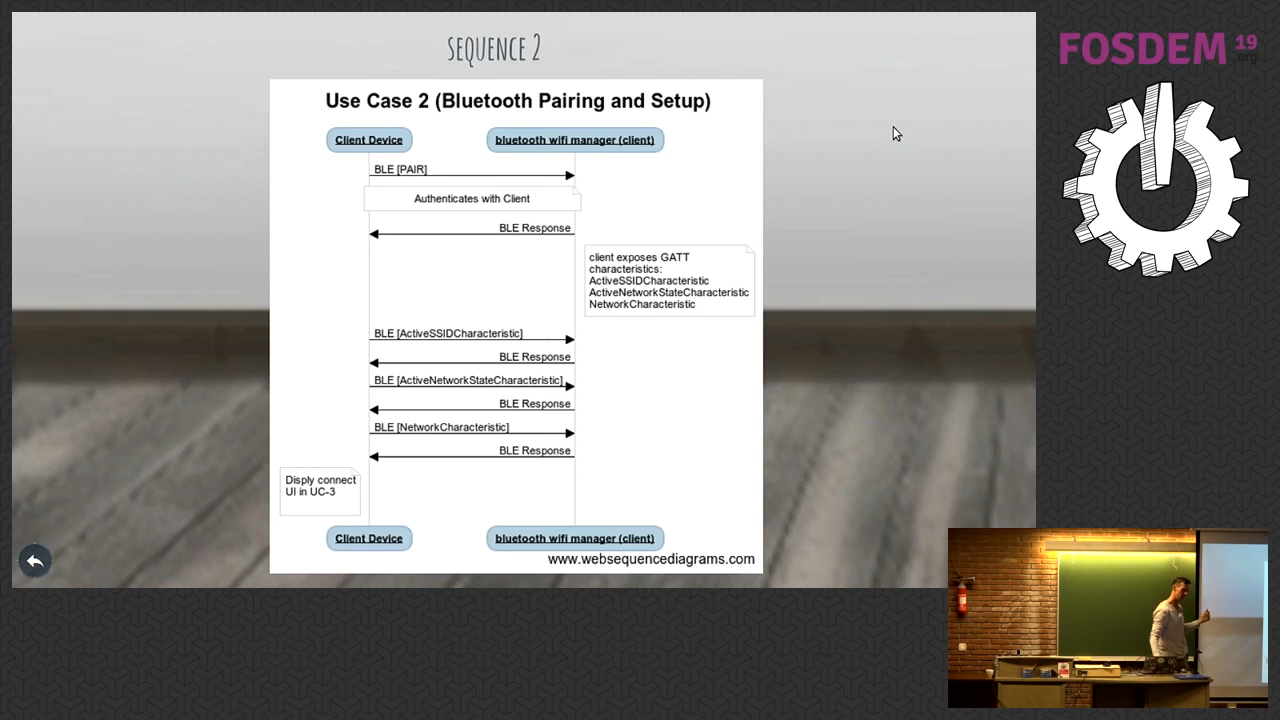 SEQUENCE 2
FOSDEM 19
.org
Use Case 2 (Bluetooth Pairing and Setup)
Client Device
bluetooth wifi manager (client)
BLE [PAIR]
Authenticates with Client
BLE Response
client exposes GATT
characteristics:
ActiveSSIDCharacteristic
ActiveNetworkStateCharacteristic
NetworkCharacteristic
BLE [ActiveSSIDCharacteristic]
BLE Response
BLE [ActiveNetworkStateCharacteristic]
BLE Response
BLE [NetworkCharacteristic]
BLE Response
Disply connect
UI in UC-3
Client Device
bluetooth wifi manager (client)
www.websequencediagrams.com